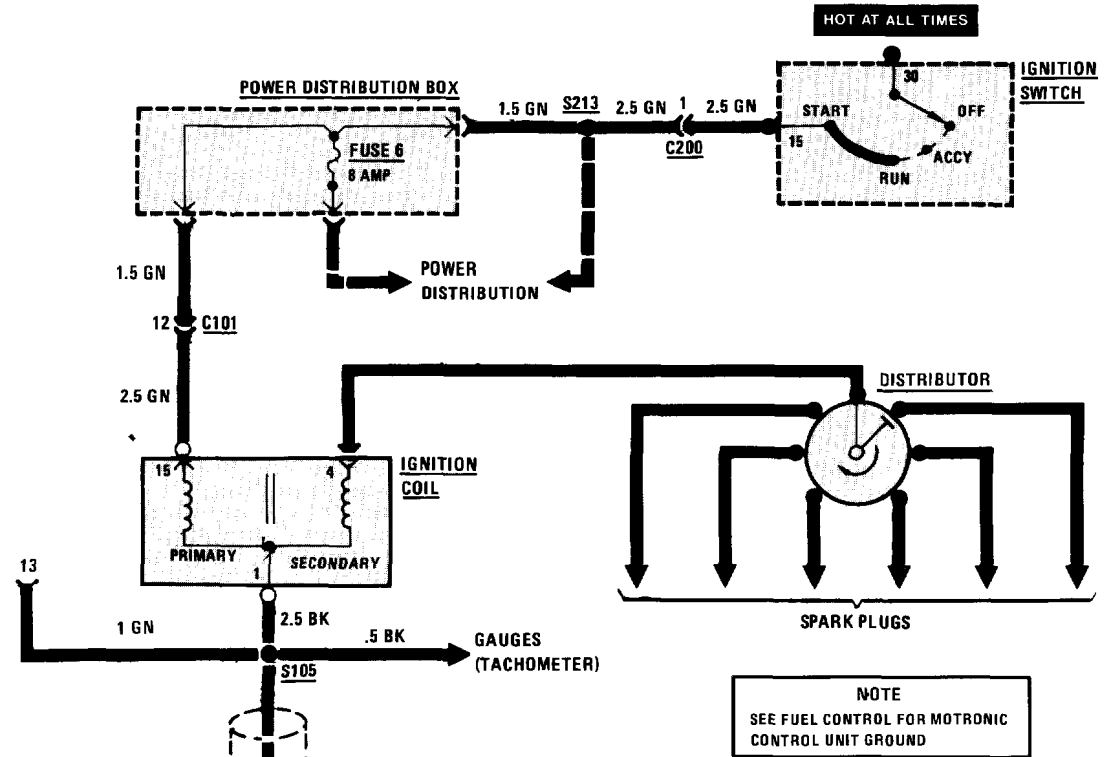 HOT AT ALL TIMES
IGNITION
SWITCH
30
OFF
START
ACCY
RUN
15
POWER DISTRIBUTION BOX
1.5 GN
S213
2.5 GN
1
2.5 GN
C200
FUSE 6
8 AMP
POWER
DISTRIBUTION
1.5 GN
12
C101
2.5 GN
DISTRIBUTOR
15
4
IGNITION
COIL
PRIMARY
SECONDARY
1
13
2.5 BK
1 GN
.5 BK
GAUGES
(TACHOMETER)
S105
SPARK PLUGS
NOTE
SEE FUEL CONTROL FOR MOTRONIC
CONTROL UNIT GROUND